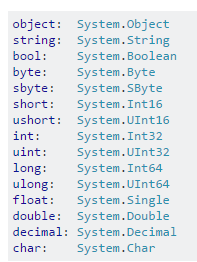 object:  System.Object
string:  System.String
bool:    System.Boolean
byte:    System.Byte
sbyte:   System.SByte
short:   System.Int16
ushort:  System.UInt16
int:     System.Int32
uint:    System.UInt32
long:    System.Int64
ulong:   System.UInt64
float:   System.Single
double:  System.Double
decimal: System.Decimal
char:    System.Char